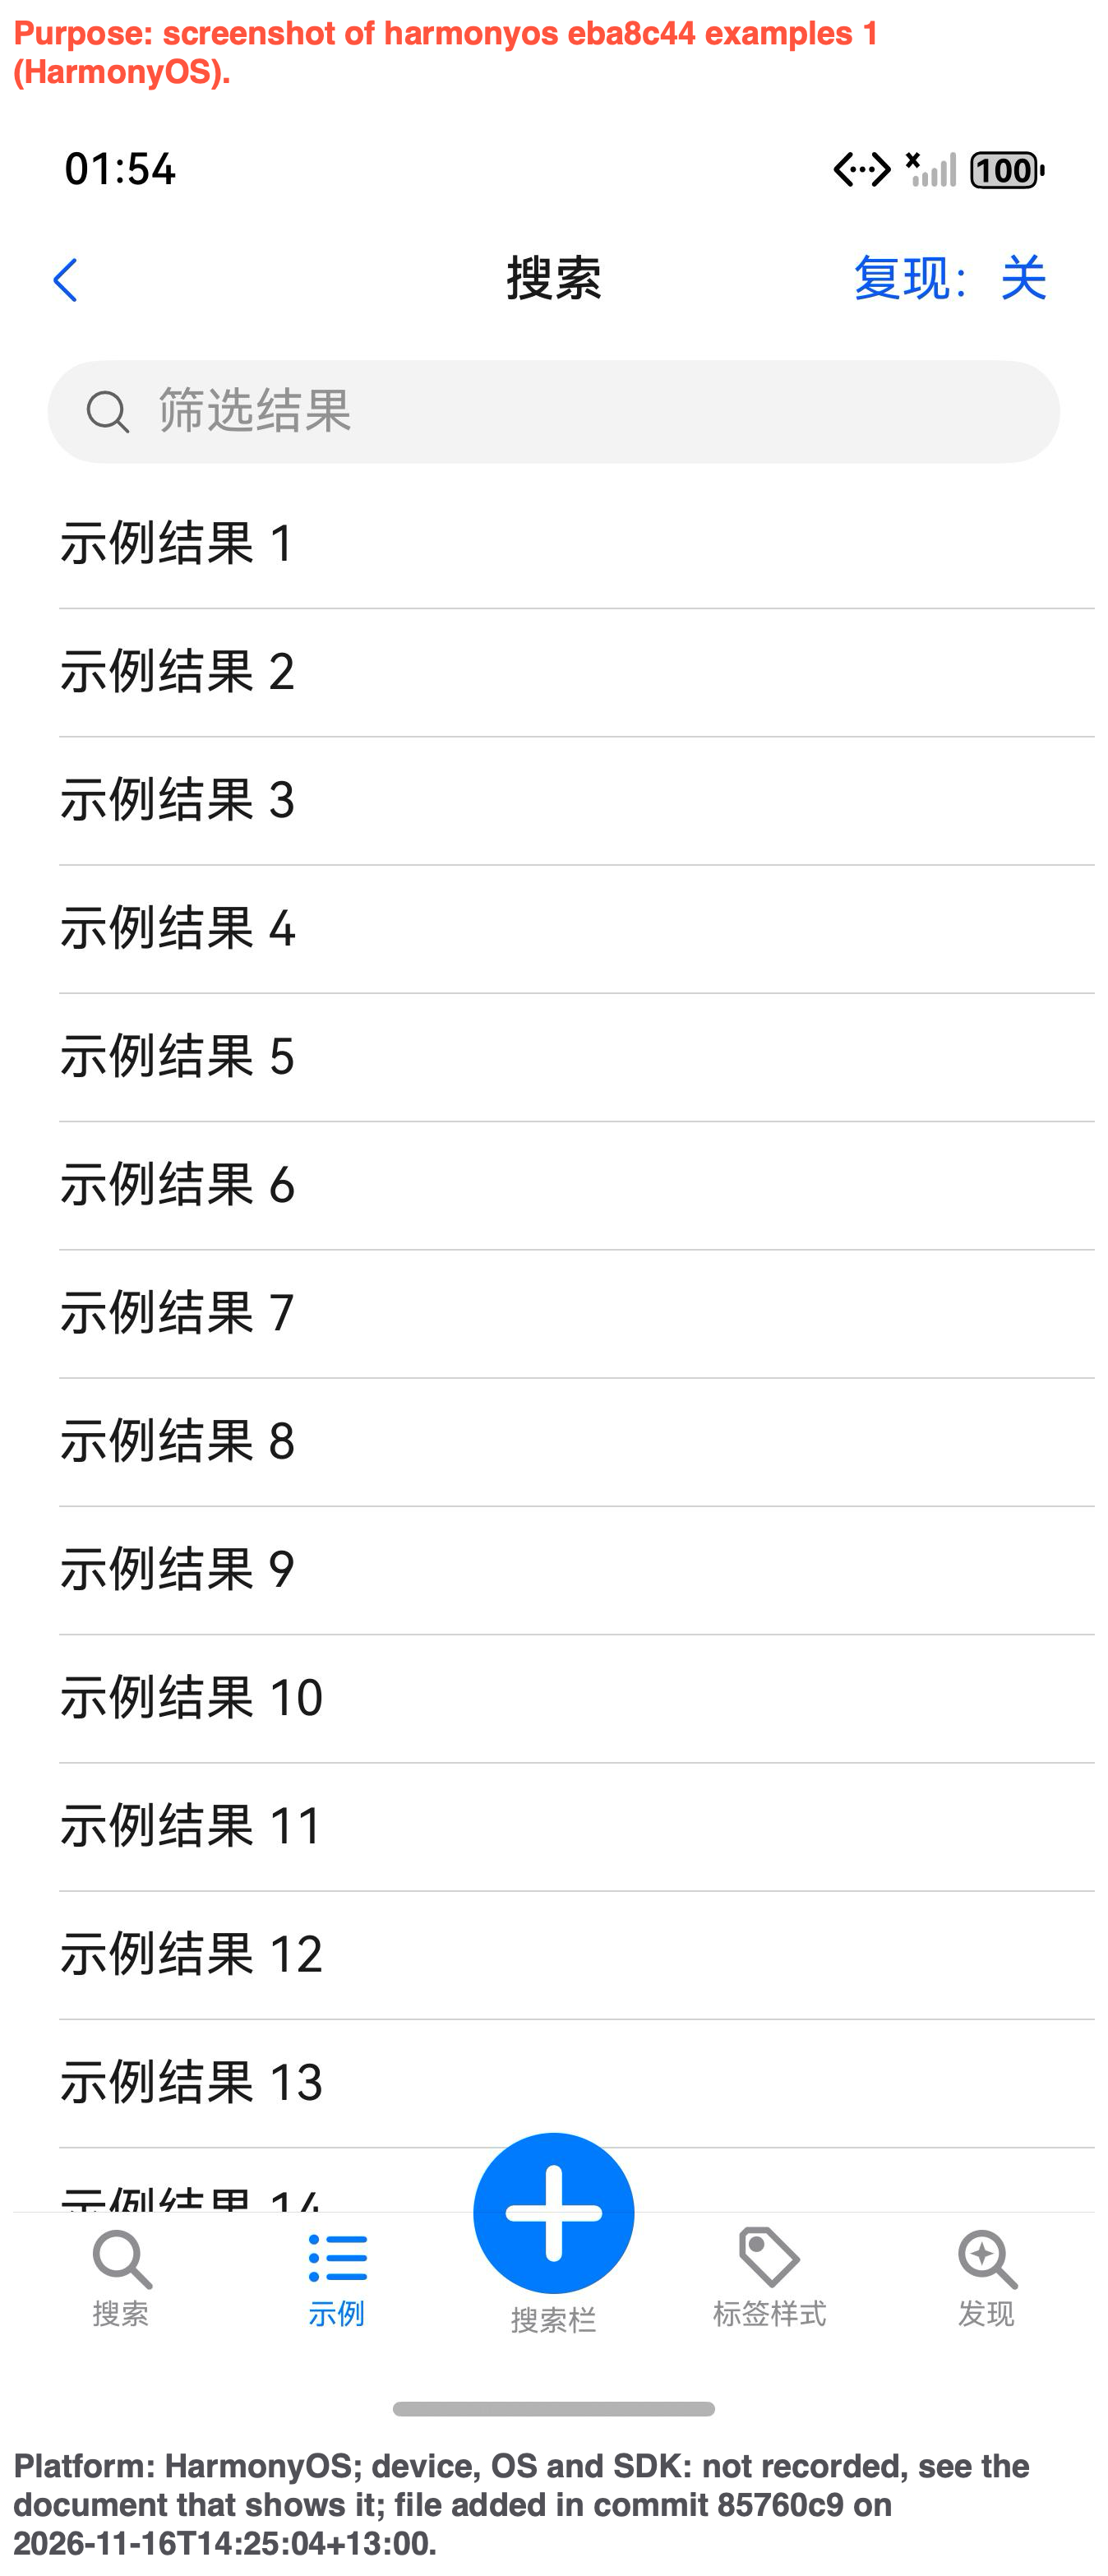 Purpose: screenshot of harmonyos eba8c44 examples 1
(HarmonyOS).
01:54
100
搜索
复现：关
筛选结果
示例结果 1
示例结果 2
示例结果 3
示例结果 4
示例结果 5
示例结果 6
示例结果 7
示例结果 8
示例结果 9
示例结果 10
示例结果 11
示例结果 12
示例结果 13
示例结果 14
搜索
示例
搜索栏
标签样式
发现
Platform: HarmonyOS; device, OS and SDK: not recorded, see the
document that shows it; file added in commit 85760c9 on
2026-11-16T14:25:04+13:00.